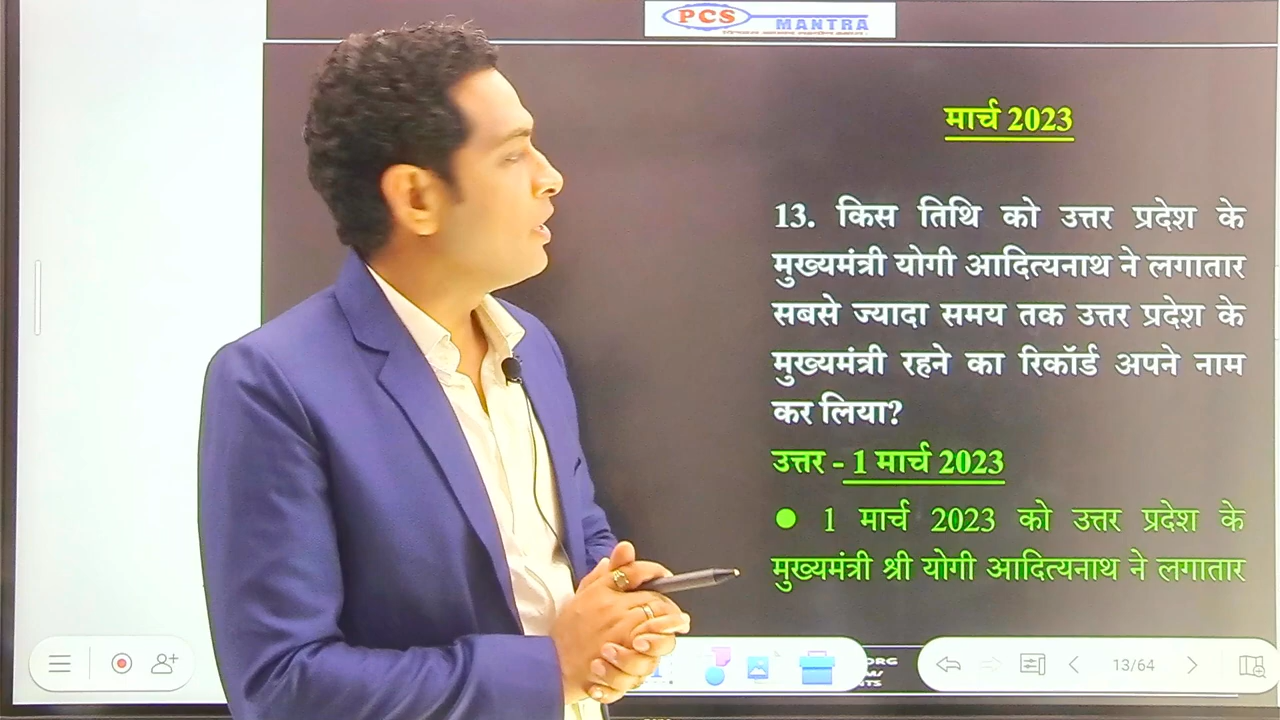 PCS
MANTRA
मार्च 2023
13. किस तिथि को उत्तर प्रदेश के
मुख्यमंत्री योगी आदित्यनाथ ने लगातार
सबसे ज्यादा समय तक उत्तर प्रदेश के
मुख्यमंत्री रहने का रिकॉर्ड अपने नाम
कर लिया?
उत्तर - 1 मार्च 2023
● 1 मार्च 2023 को उत्तर प्रदेश के
मुख्यमंत्री श्री योगी आदित्यनाथ ने लगातार
13/64